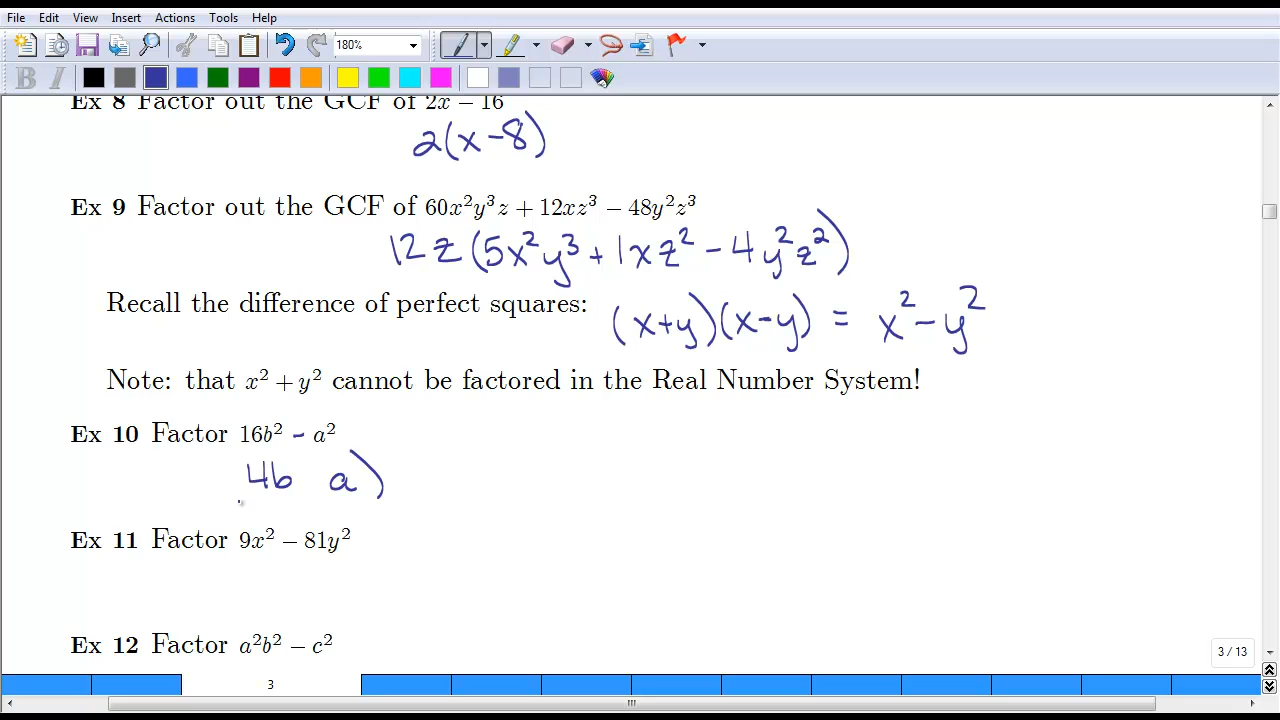 File Edit View Insert Actions Tools Help
180%
B I
Ex 8 Factor out the GCF of 2x − 16
2(x − 8)
Ex 9 Factor out the GCF of 60x²y³z + 12xz³ − 48y²z³
12z(5x²y³ + 1xz² − 4y²z²)
Recall the difference of perfect squares: (x+y)(x−y) = x² − y²
Note: that x² + y² cannot be factored in the Real Number System!
Ex 10 Factor 16b² - a²
4b a)
Ex 11 Factor 9x² − 81y²
Ex 12 Factor a²b² − c²
3 / 13
3